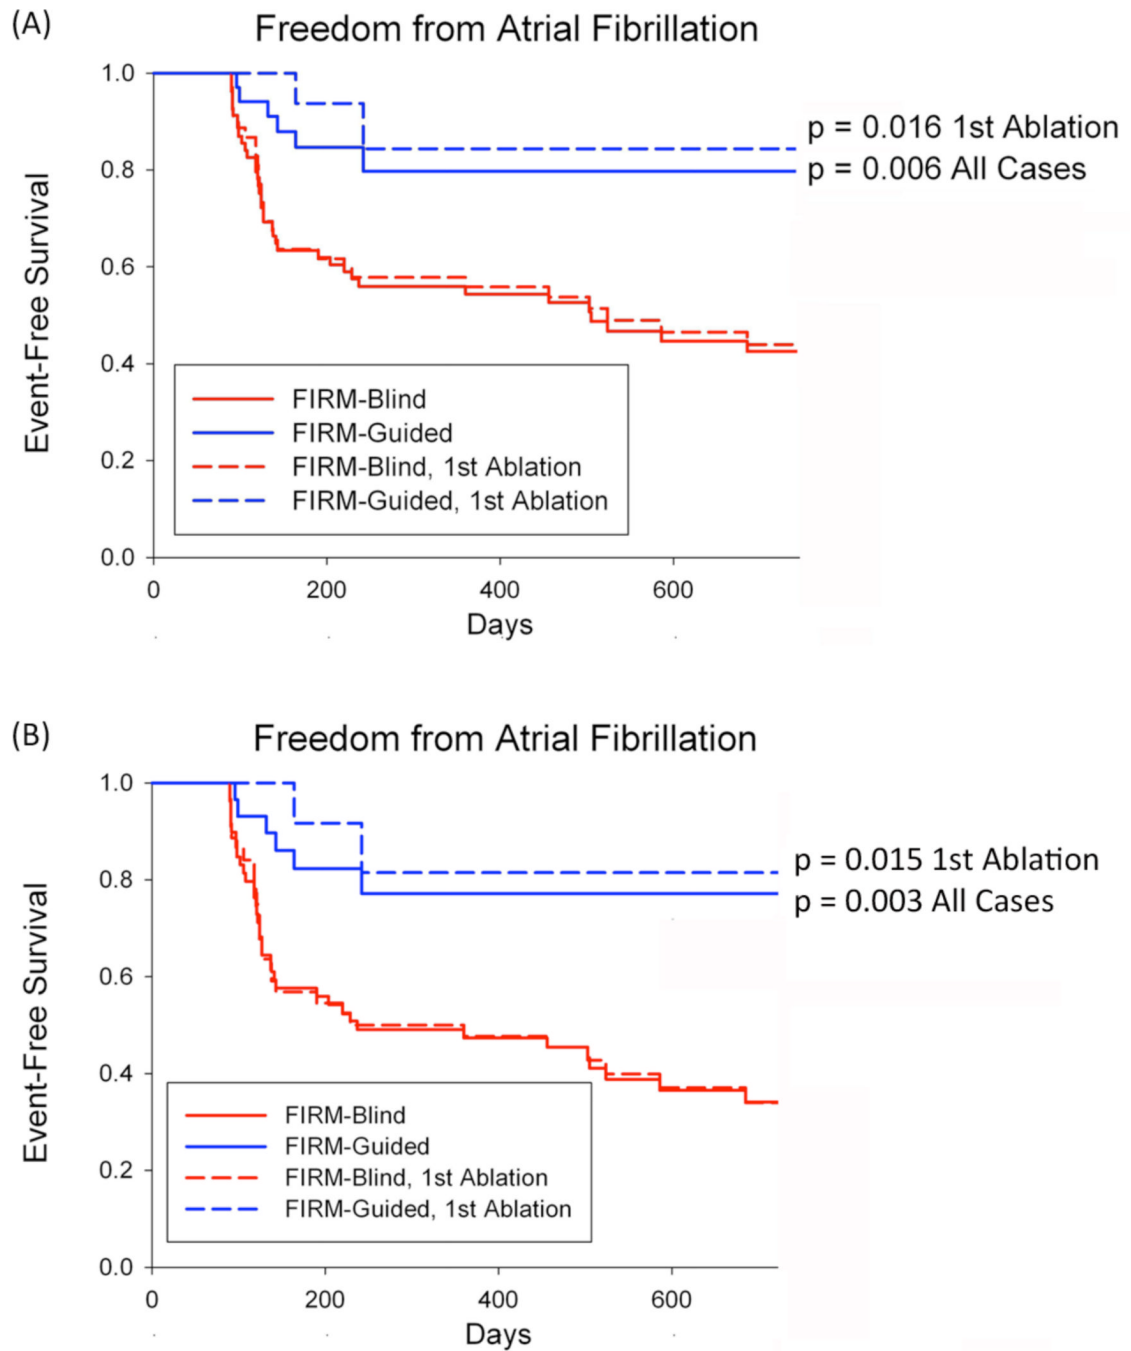 (A)
Freedom from Atrial Fibrillation
1.0
0.8
0.6
0.4
0.2
0.0
Event-Free Survival
p = 0.016 1st Ablation
p = 0.006 All Cases
FIRM-Blind
FIRM-Guided
FIRM-Blind, 1st Ablation
FIRM-Guided, 1st Ablation
0 200 400 600
Days
(B)
Freedom from Atrial Fibrillation
1.0
0.8
0.6
0.4
0.2
0.0
Event-Free Survival
p = 0.015 1st Ablation
p = 0.003 All Cases
FIRM-Blind
FIRM-Guided
FIRM-Blind, 1st Ablation
FIRM-Guided, 1st Ablation
0 200 400 600
Days